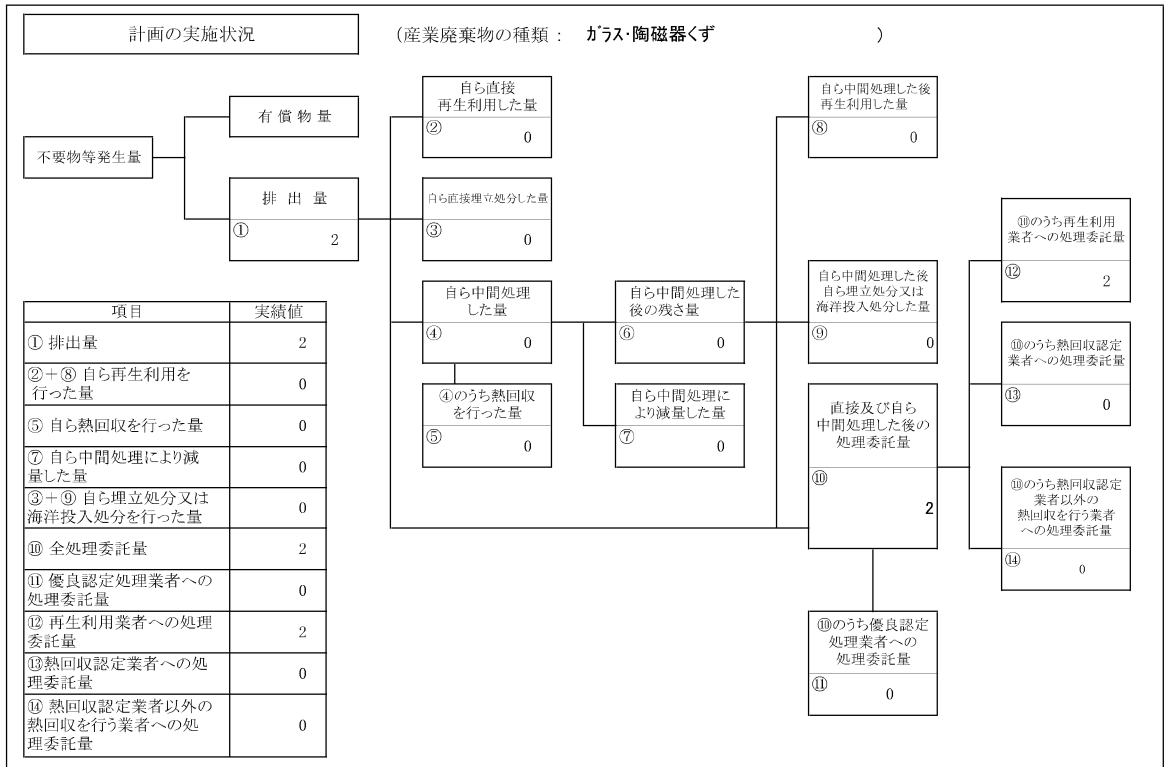 計画の実施状況
(産業廃棄物の種類： ガラス・陶磁器くず )
不要物等発生量
有償物量
排出量
① 2
自ら直接
再生利用した量
② 0
自ら直接埋立処分した量
③ 0
自ら中間処理
した量
④ 0
④のうち熱回収
を行った量
⑤ 0
自ら中間処理した
後の残さ量
⑥ 0
自ら中間処理に
より減量した量
⑦ 0
自ら中間処理した後
再生利用した量
⑧ 0
自ら中間処理した後
自ら埋立処分又は
海洋投入処分した量
⑨ 0
直接及び自ら
中間処理した後の
処理委託量
⑩
2
⑩のうち優良認定
処理業者への
処理委託量
⑪ 0
⑩のうち再生利用
業者への処理委託量
⑫ 2
⑩のうち熱回収認定
業者への処理委託量
⑬ 0
⑩のうち熱回収認定
業者以外の
熱回収を行う業者
への処理委託量
⑭ 0
項目 実績値
① 排出量 2
②＋⑧ 自ら再生利用を
行った量 0
⑤ 自ら熱回収を行った量 0
⑦ 自ら中間処理により減
量した量 0
③＋⑨ 自ら埋立処分又は
海洋投入処分を行った量 0
⑩ 全処理委託量 2
⑪ 優良認定処理業者への
処理委託量 0
⑫ 再生利用業者への処理
委託量 2
⑬熱回収認定業者への処
理委託量 0
⑭ 熱回収認定業者以外の
熱回収を行う業者への処
理委託量 0